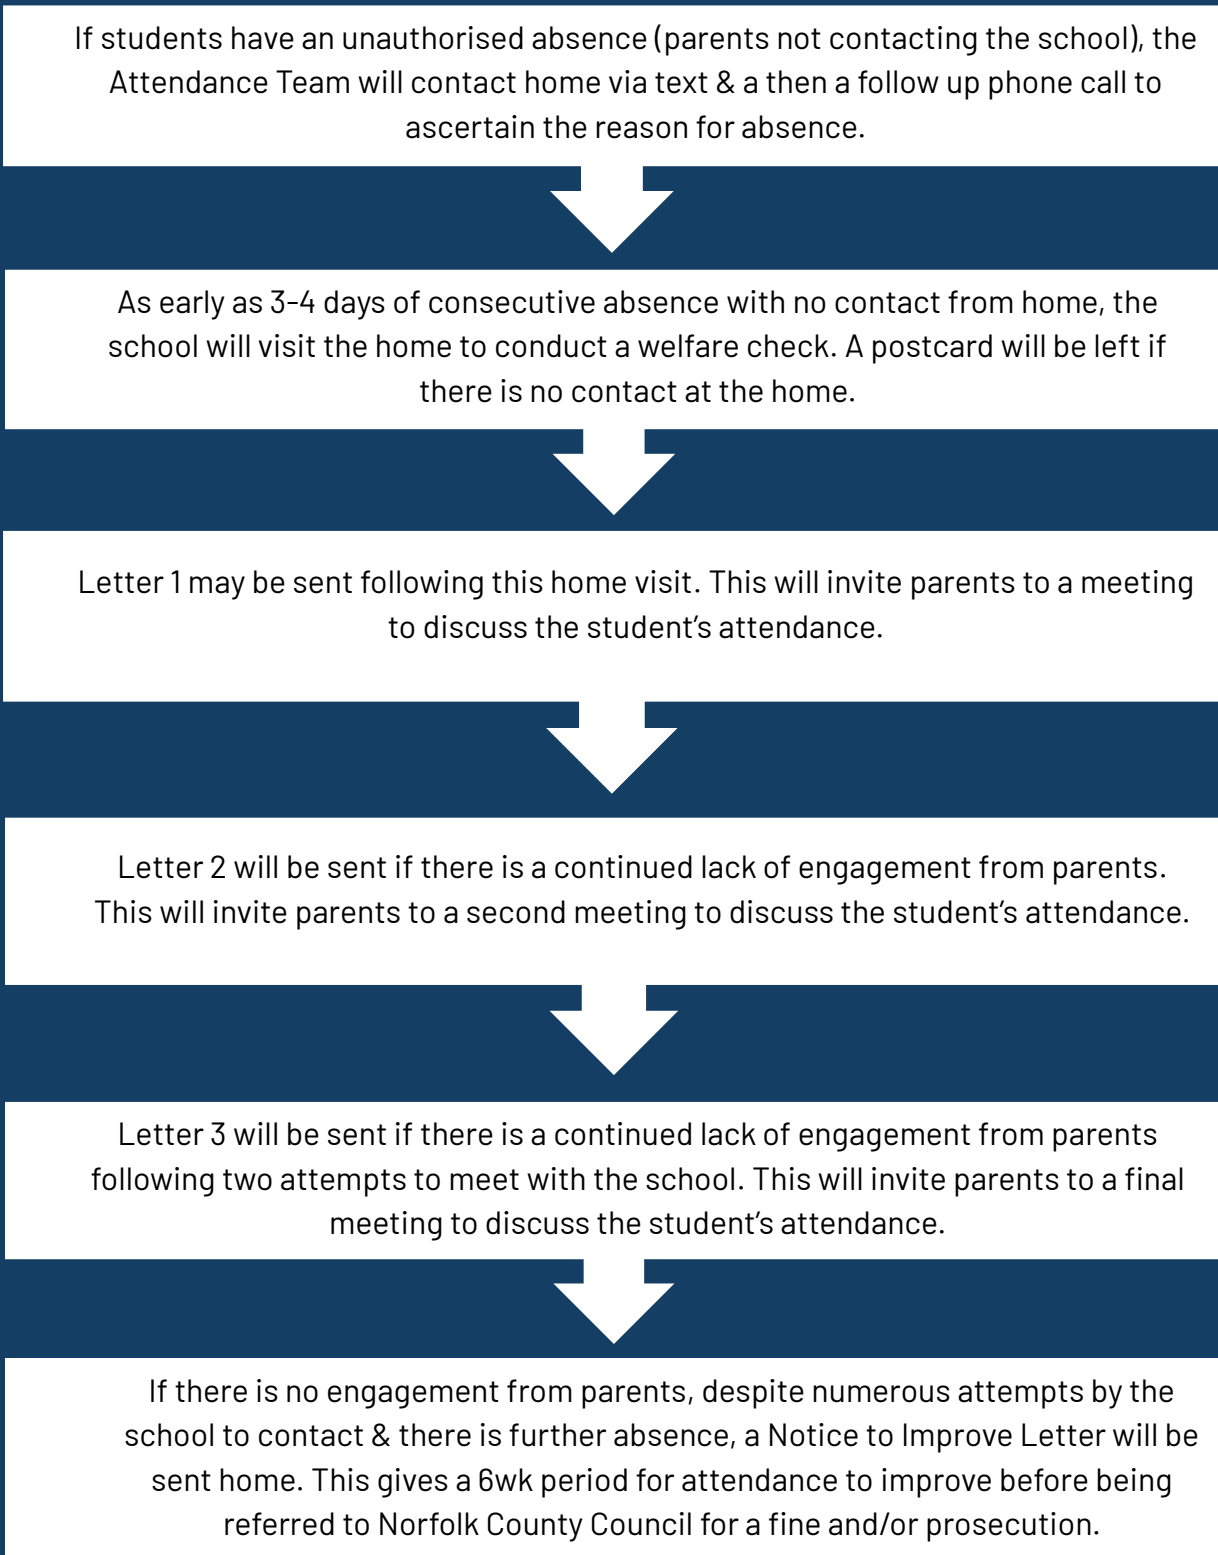 If students have an unauthorised absence (parents not contacting the school), the
Attendance Team will contact home via text & a then a follow up phone call to
ascertain the reason for absence.
As early as 3-4 days of consecutive absence with no contact from home, the
school will visit the home to conduct a welfare check. A postcard will be left if
there is no contact at the home.
Letter 1 may be sent following this home visit. This will invite parents to a meeting
to discuss the student's attendance.
Letter 2 will be sent if there is a continued lack of engagement from parents.
This will invite parents to a second meeting to discuss the student's attendance.
Letter 3 will be sent if there is a continued lack of engagement from parents
following two attempts to meet with the school. This will invite parents to a final
meeting to discuss the student's attendance.
If there is no engagement from parents, despite numerous attempts by the
school to contact & there is further absence, a Notice to Improve Letter will be
sent home. This gives a 6wk period for attendance to improve before being
referred to Norfolk County Council for a fine and/or prosecution.